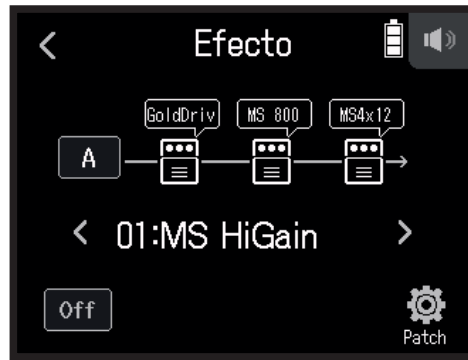 Efecto
GoldDriv MS 800 MS4x12
A
01:MS HiGain
Off
Patch